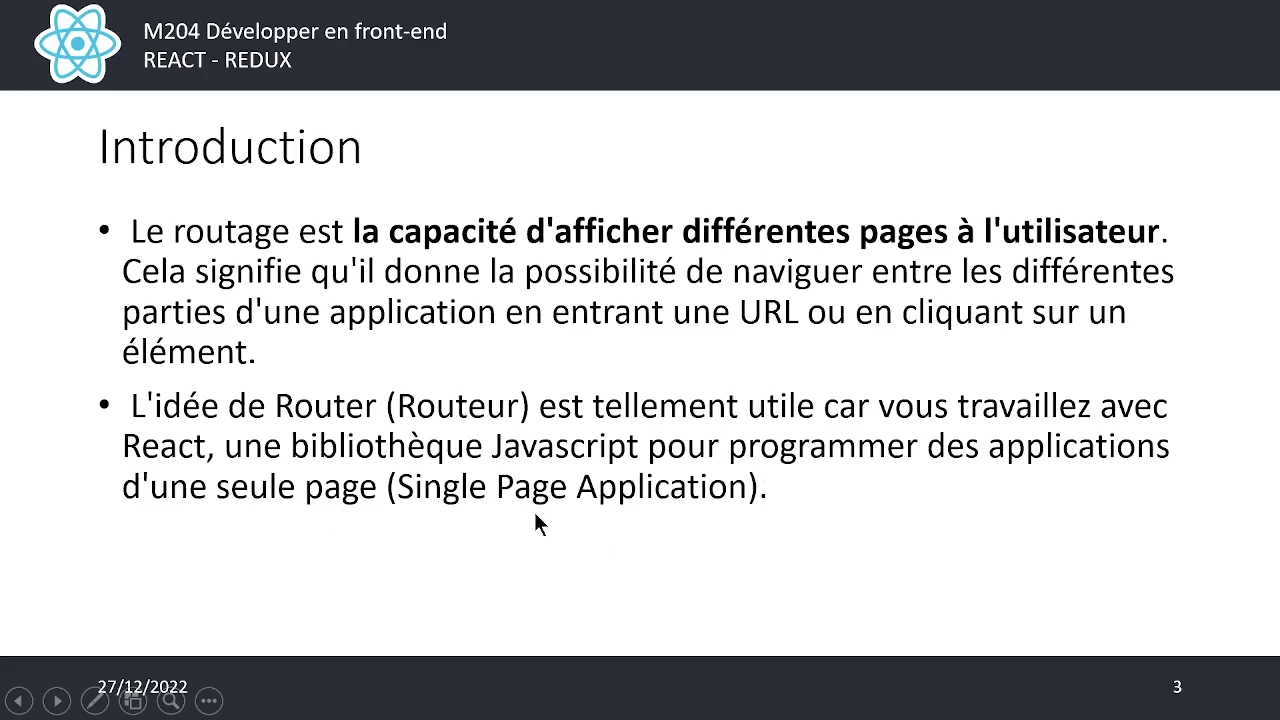 M204 Développer en front-end
REACT - REDUX
Introduction
• Le routage est la capacité d'afficher différentes pages à l'utilisateur.
Cela signifie qu'il donne la possibilité de naviguer entre les différentes
parties d'une application en entrant une URL ou en cliquant sur un
élément.
• L'idée de Router (Routeur) est tellement utile car vous travaillez avec
React, une bibliothèque Javascript pour programmer des applications
d'une seule page (Single Page Application).
27/12/2022
3